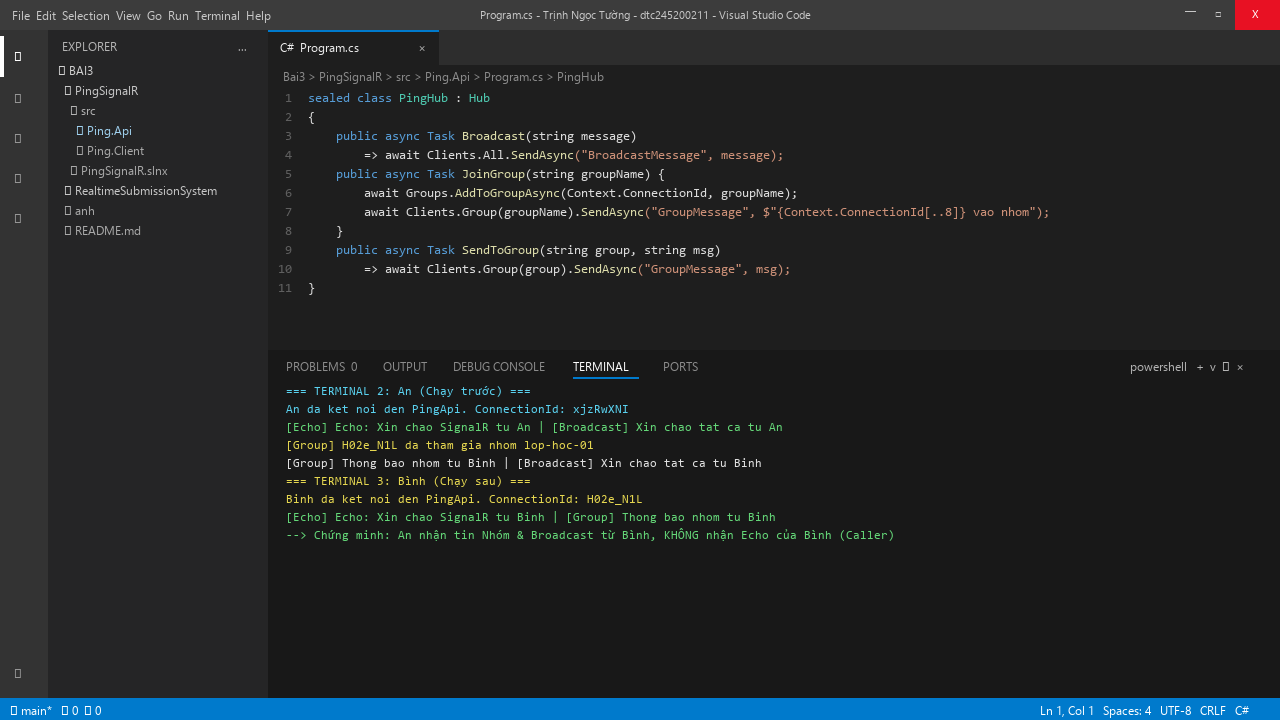 File Edit Selection View Go Run Terminal Help
Program.cs - Trịnh Ngọc Tường - dtc245200211 - Visual Studio Code
X
EXPLORER ...
BAI3
PingSignalR
src
Ping.Api
Ping.Client
PingSignalR.slnx
RealtimeSubmissionSystem
anh
README.md
C# Program.cs ×
Bai3 > PingSignalR > src > Ping.Api > Program.cs > PingHub
1 sealed class PingHub : Hub
2 {
3 public async Task Broadcast(string message)
4 => await Clients.All.SendAsync("BroadcastMessage", message);
5 public async Task JoinGroup(string groupName) {
6 await Groups.AddToGroupAsync(Context.ConnectionId, groupName);
7 await Clients.Group(groupName).SendAsync("GroupMessage", $"{Context.ConnectionId[..8]} vao nhom");
8 }
9 public async Task SendToGroup(string group, string msg)
10 => await Clients.Group(group).SendAsync("GroupMessage", msg);
11 }
PROBLEMS 0 OUTPUT DEBUG CONSOLE TERMINAL PORTS powershell + v ×
=== TERMINAL 2: An (Chạy trước) ===
An da ket noi den PingApi. ConnectionId: xjzRwXNI
[Echo] Echo: Xin chao SignalR tu An | [Broadcast] Xin chao tat ca tu An
[Group] H02e_N1L da tham gia nhom lop-hoc-01
[Group] Thong bao nhom tu Binh | [Broadcast] Xin chao tat ca tu Binh
=== TERMINAL 3: Bình (Chạy sau) ===
Binh da ket noi den PingApi. ConnectionId: H02e_N1L
[Echo] Echo: Xin chao SignalR tu Binh | [Group] Thong bao nhom tu Binh
--> Chứng minh: An nhận tin Nhóm & Broadcast từ Bình, KHÔNG nhận Echo của Bình (Caller)
main* 0 0 Ln 1, Col 1 Spaces: 4 UTF-8 CRLF C#